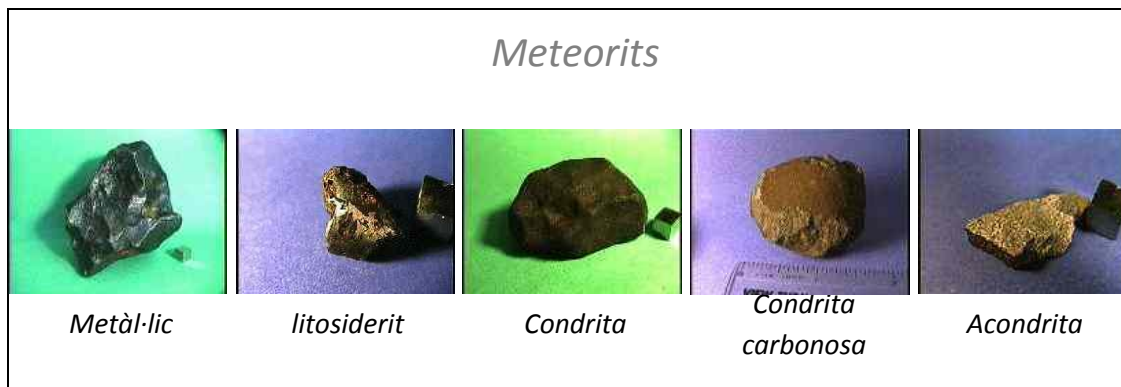 Meteorits
Metàl·lic
litosiderit
Condrita
Condrita
carbonosa
Acondrita